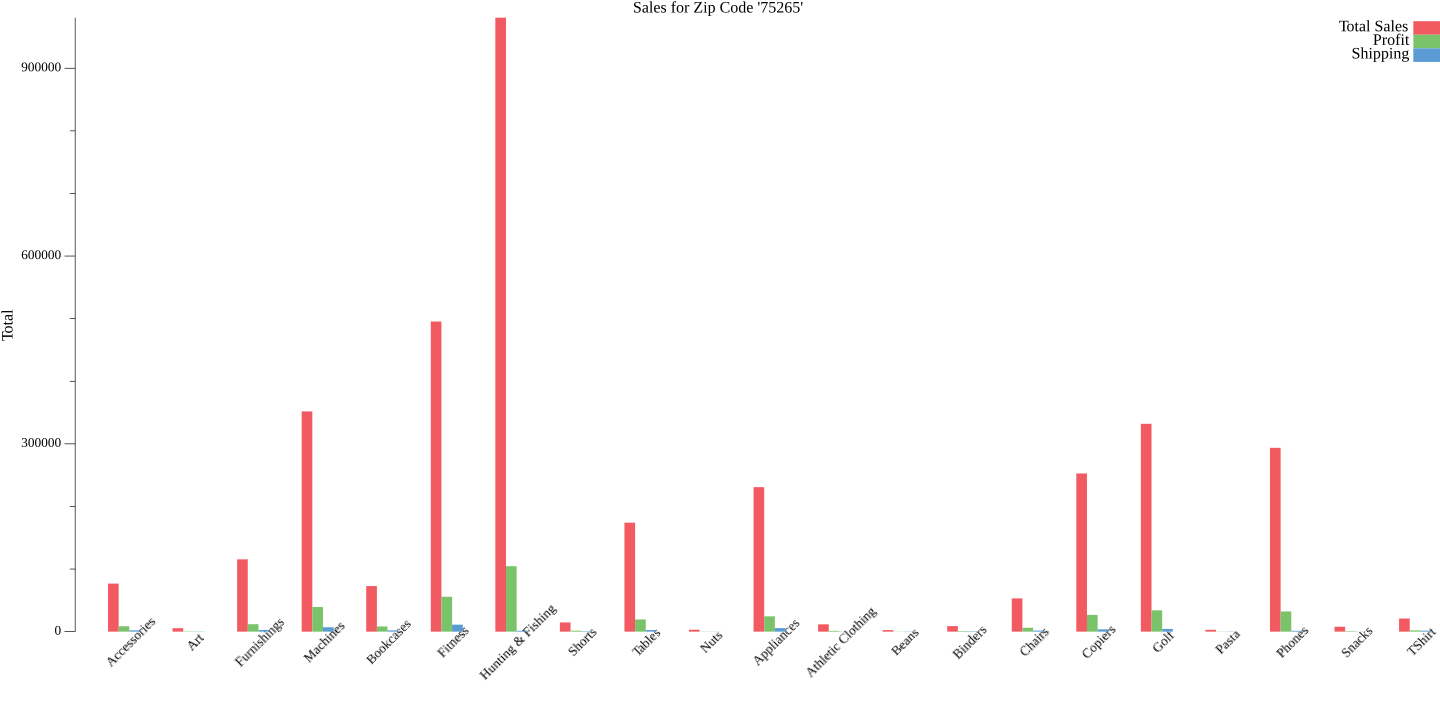 Sales for Zip Code '75265'
Total Sales
Profit
Shipping
900000
600000
300000
0
Total
Accessories
Art
Furnishings
Machines
Bookcases
Fitness
Hunting & Fishing
Shorts
Tables
Nuts
Appliances
Athletic Clothing
Beans
Binders
Chairs
Copiers
Golf
Pasta
Phones
Snacks
TShirt